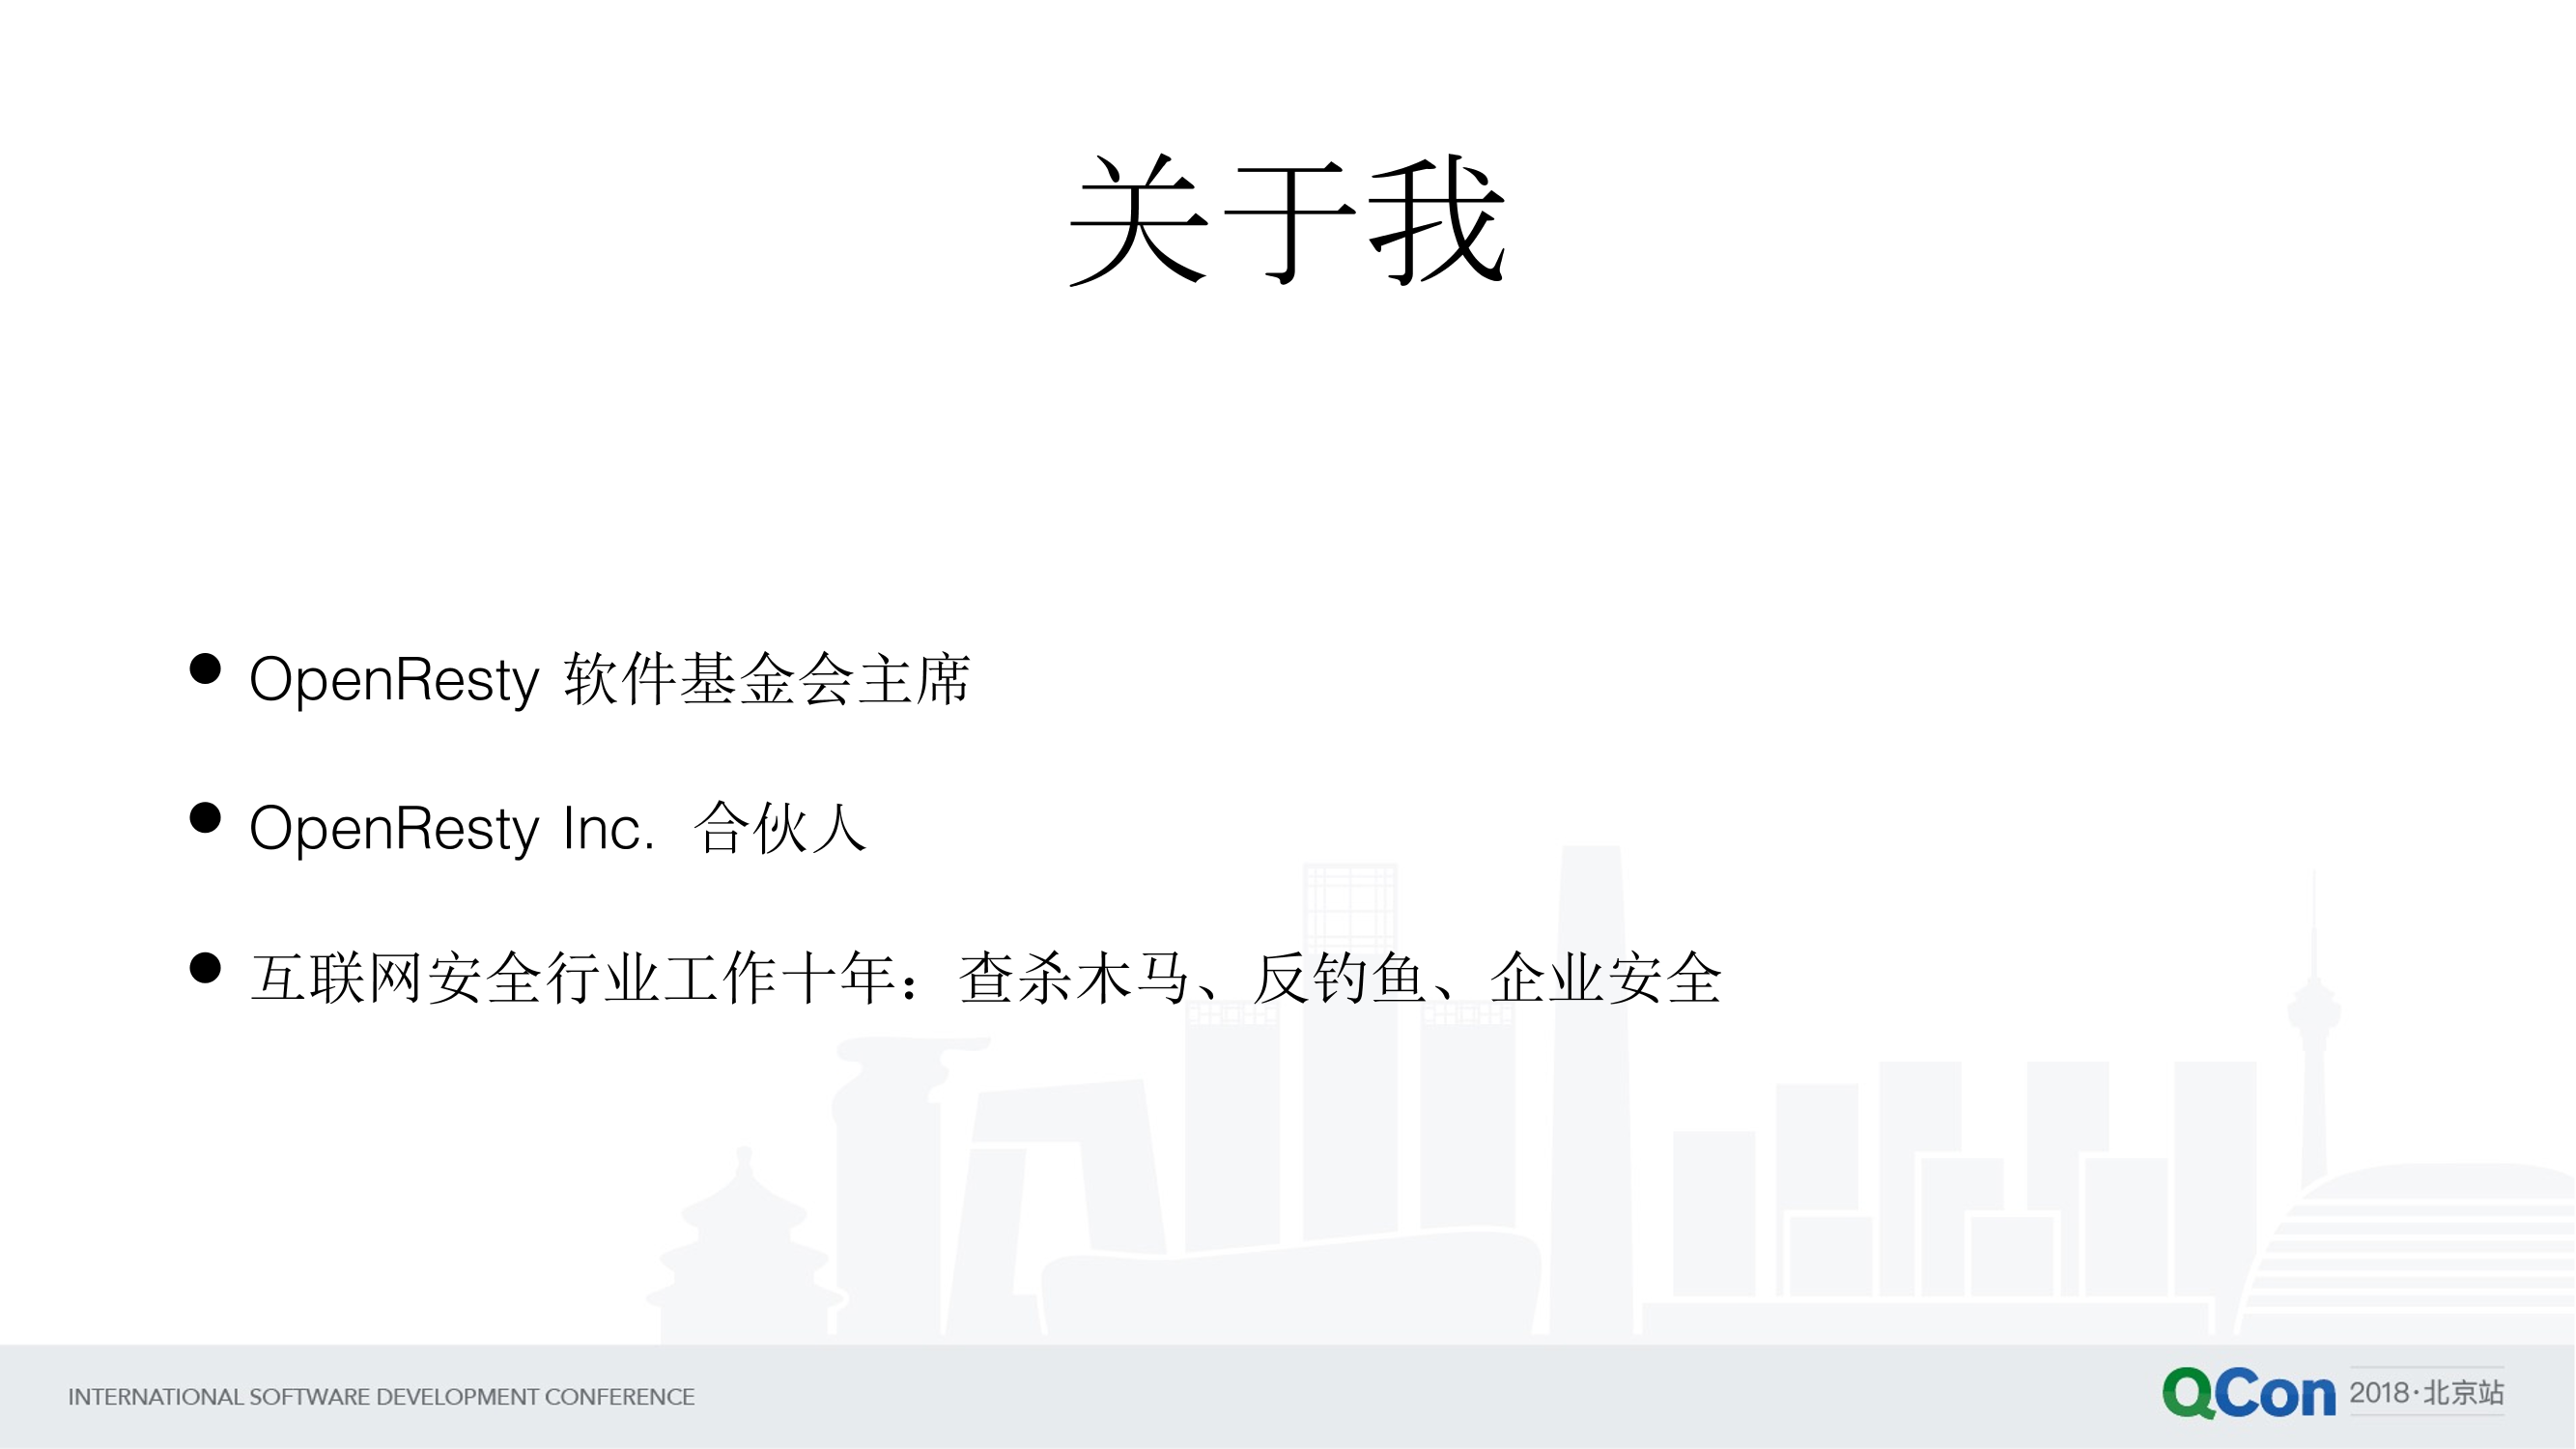 关于我
● OpenResty 软件基金会主席
● OpenResty Inc. 合伙人
● 互联网安全行业工作十年：查杀木马、反钓鱼、企业安全
INTERNATIONAL SOFTWARE DEVELOPMENT CONFERENCE
QCon 2018·北京站